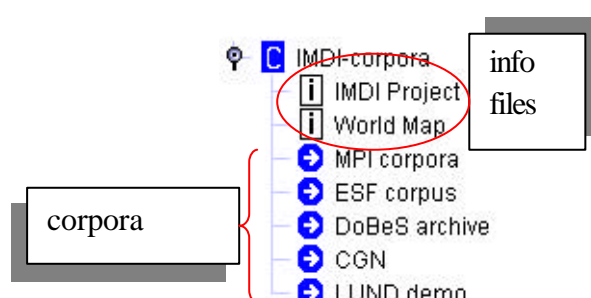 C IMDI-corpora
info
files
i IMDI Project
i World Map
MPI corpora
ESF corpus
corpora
DoBeS archive
CGN
LUND demo